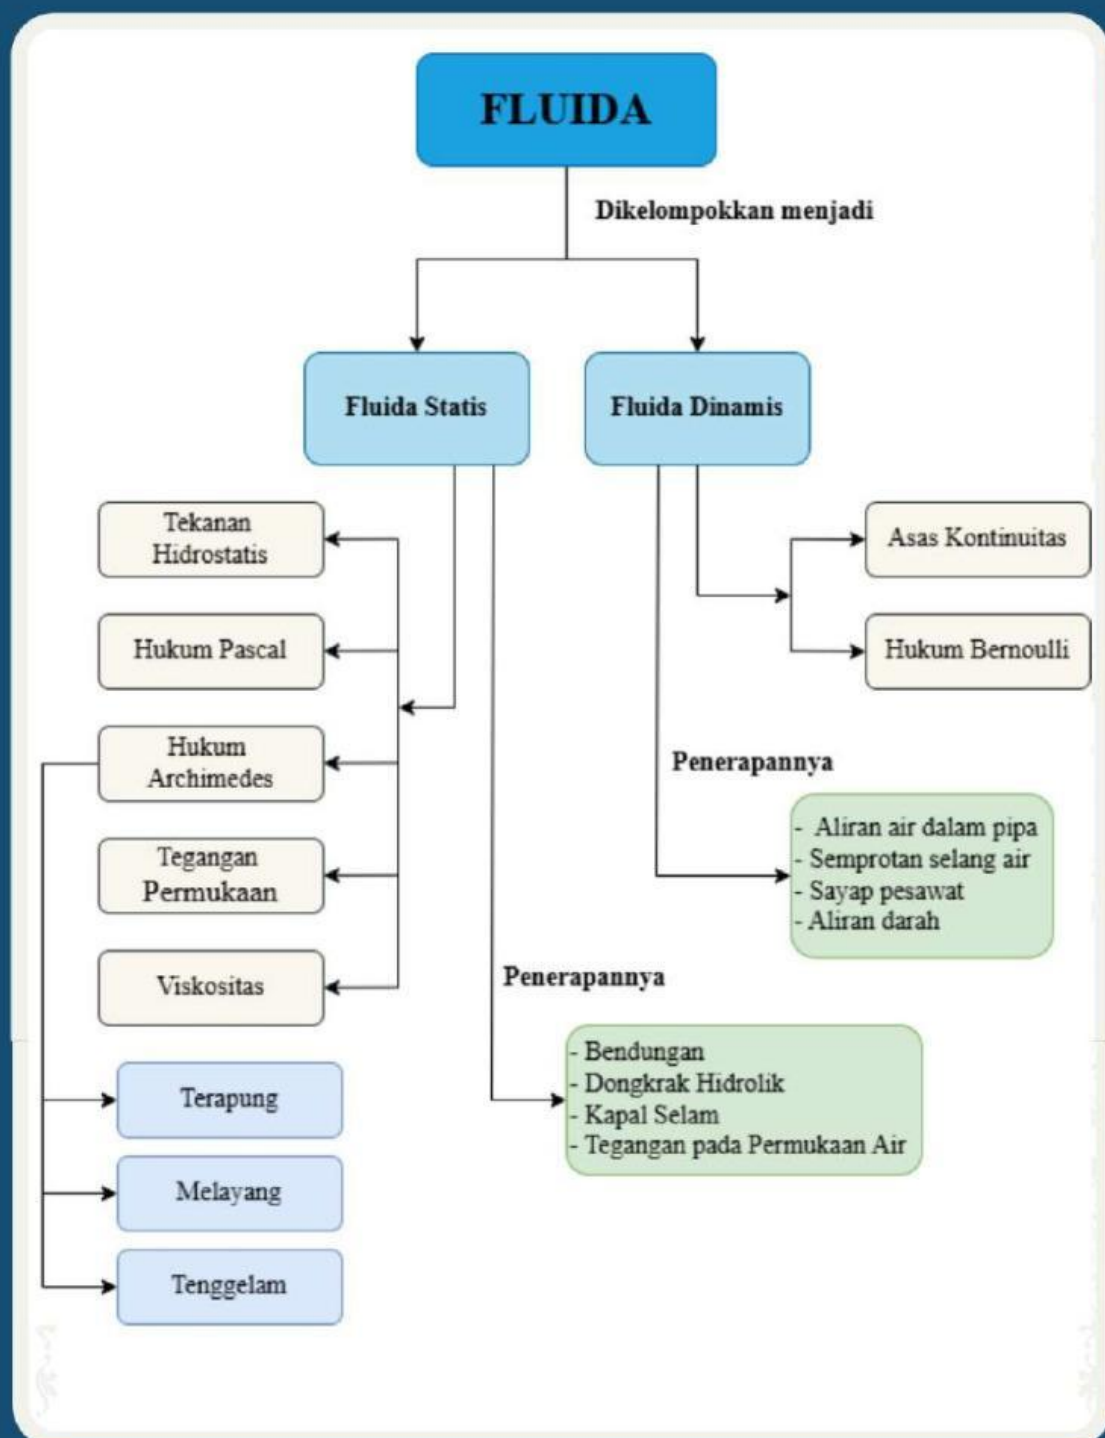 FLUIDA
Dikelompokkan menjadi
Fluida Statis
Fluida Dinamis
Tekanan
Hidrostatis
Hukum Pascal
Hukum
Archimedes
Tegangan
Permukaan
Viskositas
Terapung
Melayang
Tenggelam
Penerapannya
- Bendungan
- Dongkrak Hidrolik
- Kapal Selam
- Tegangan pada Permukaan Air
Asas Kontinuitas
Hukum Bernoulli
Penerapannya
- Aliran air dalam pipa
- Semprotan selang air
- Sayap pesawat
- Aliran darah